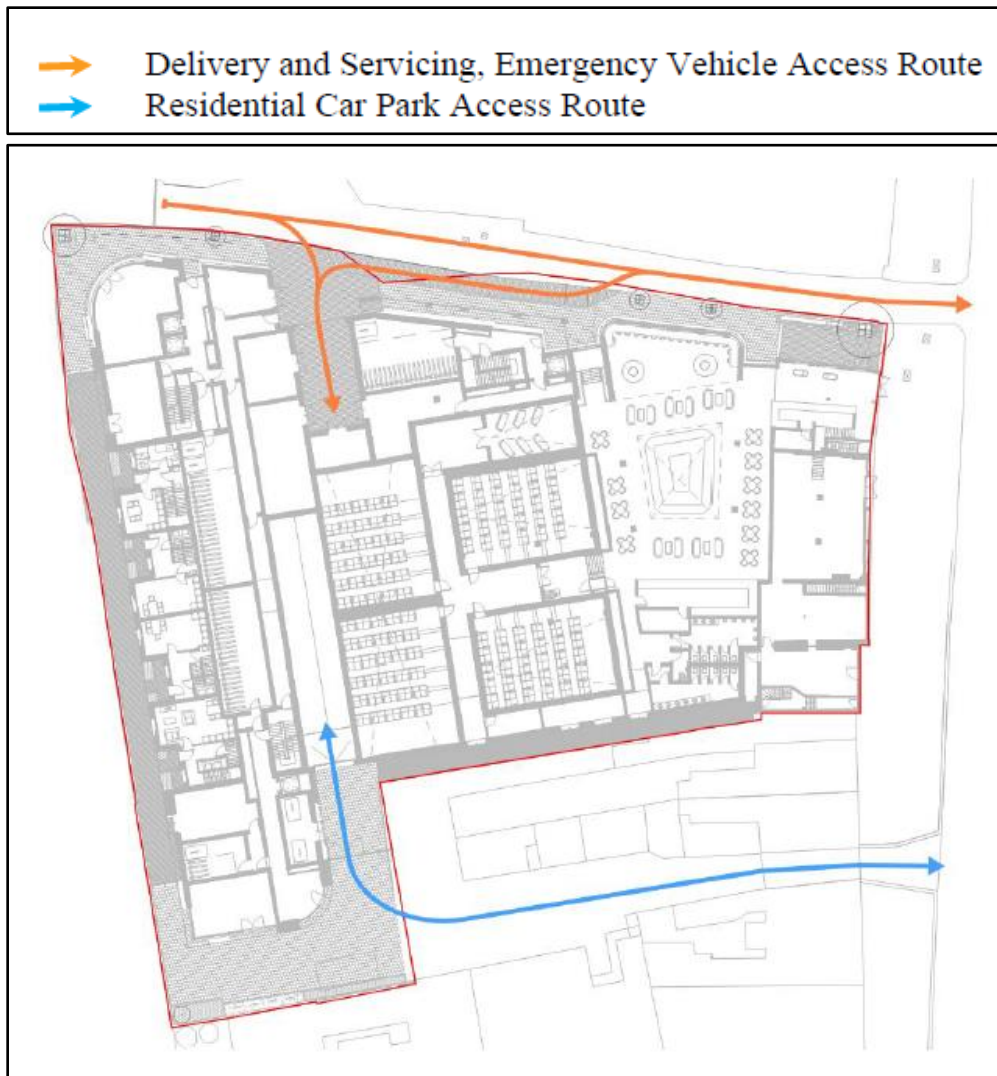 Delivery and Servicing, Emergency Vehicle Access Route
Residential Car Park Access Route